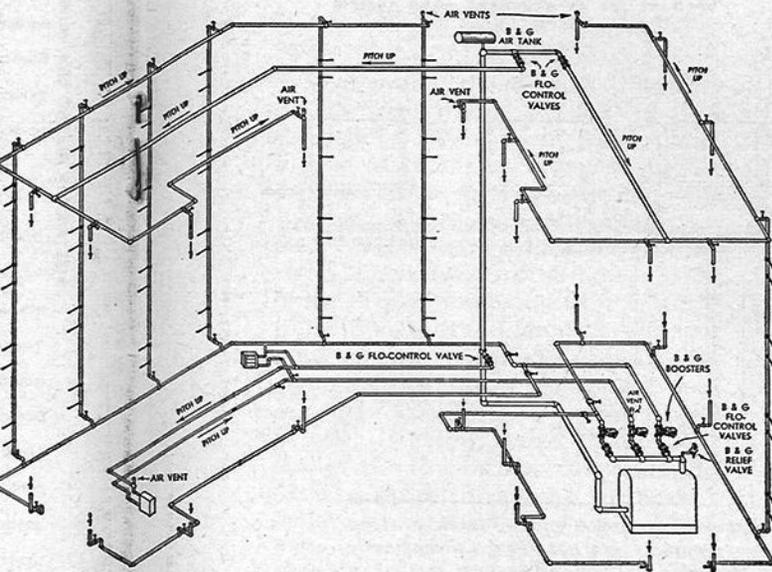 AIR VENTS
B & G
AIR TANK
PITCH UP
PITCH UP
B & G
FLO-
CONTROL
VALVES
PITCH
UP
AIR
VENT
AIR VENT
PITCH UP
PITCH UP
PITCH
UP
PITCH
UP
B & G FLO-CONTROL VALVE
B & G
BOOSTERS
AIR
VENT
PITCH UP
PITCH UP
B & G
FLO-
CONTROL
VALVES
B & G
RELIEF
VALVE
AIR VENT